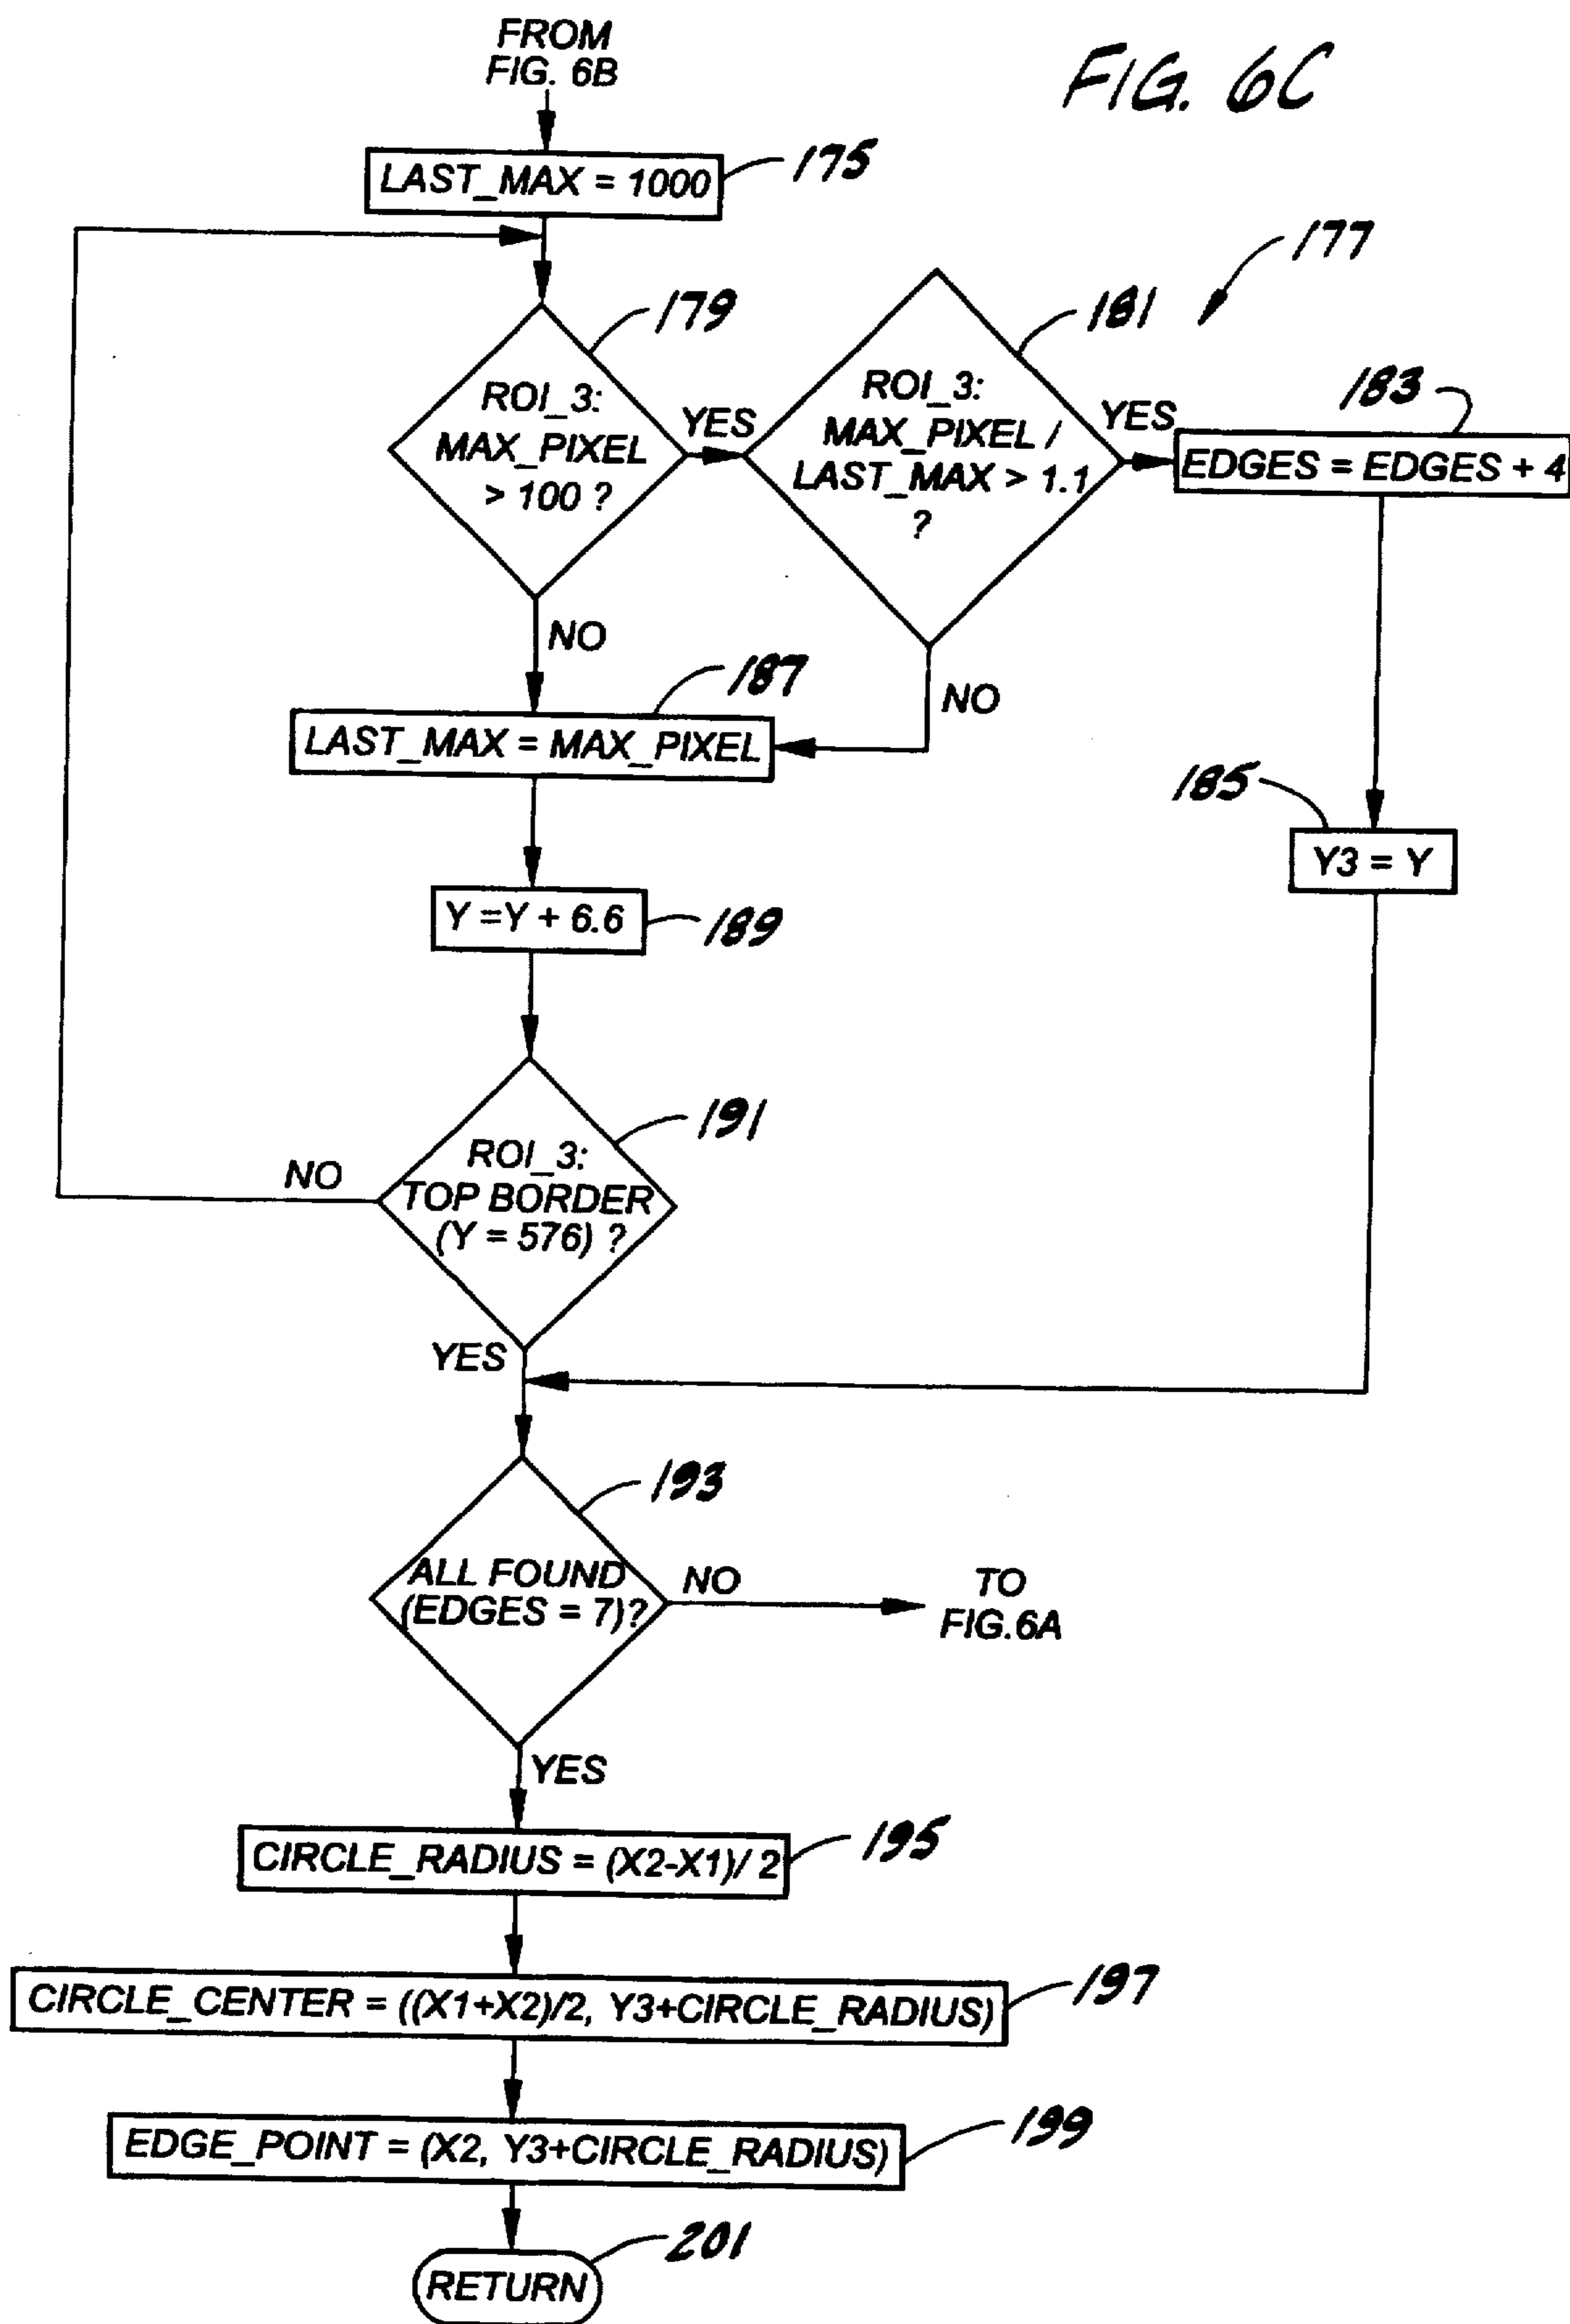 FROM
FIG. 6B
FIG. 6C
LAST_MAX = 1000
175
177
179
ROI_3:
MAX_PIXEL
> 100 ?
YES
181
ROI_3:
MAX_PIXEL /
LAST_MAX > 1.1
?
YES
183
EDGES = EDGES + 4
NO
NO
187
LAST_MAX = MAX_PIXEL
185
Y3 = Y
Y =Y + 6.6
189
191
ROI_3:
TOP BORDER
(Y = 576) ?
NO
YES
193
ALL FOUND
(EDGES = 7)?
NO
TO
FIG.6A
YES
195
CIRCLE_RADIUS = (X2-X1)/ 2
197
CIRCLE_CENTER = ((X1+X2)/2, Y3+CIRCLE_RADIUS)
199
EDGE_POINT = (X2, Y3+CIRCLE_RADIUS)
201
RETURN